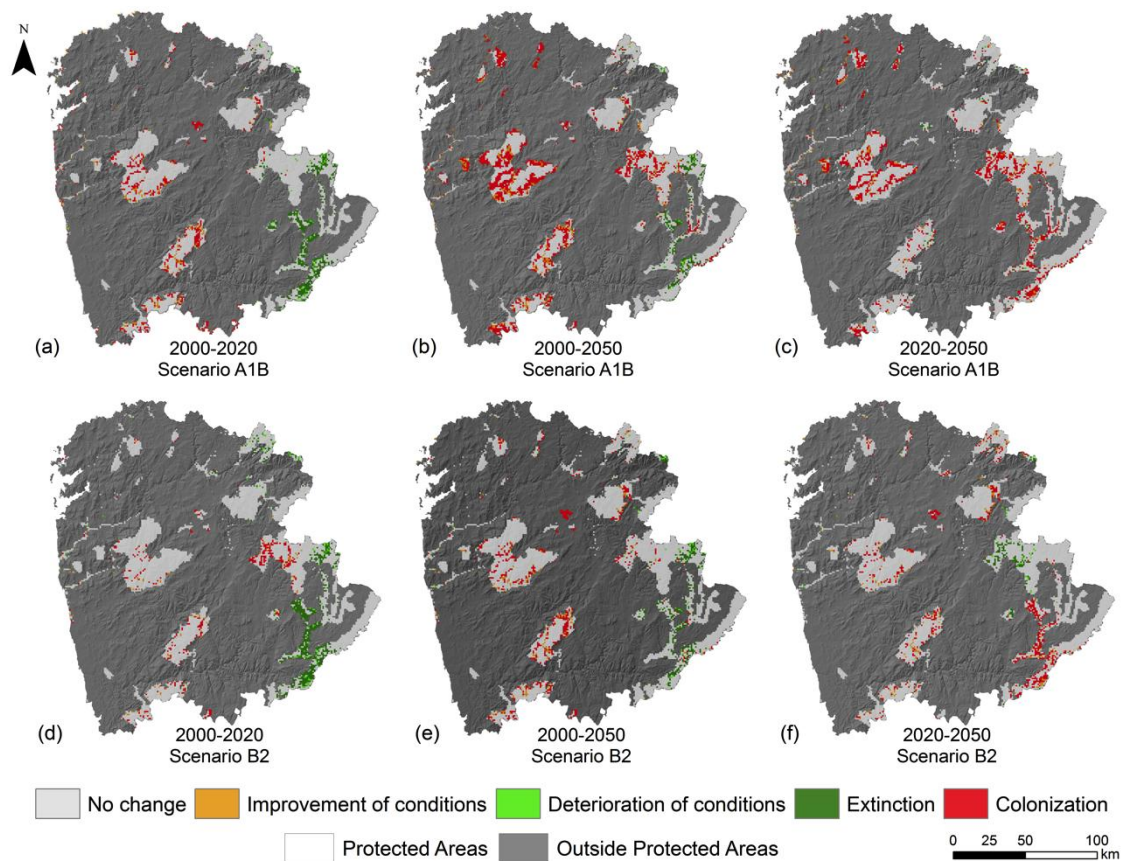 N
(a)
2000-2020
Scenario A1B
(b)
2000-2050
Scenario A1B
(c)
2020-2050
Scenario A1B
(d)
2000-2020
Scenario B2
(e)
2000-2050
Scenario B2
(f)
2020-2050
Scenario B2
No change
Improvement of conditions
Deterioration of conditions
Extinction
Colonization
Protected Areas
Outside Protected Areas
0 25 50 100
km